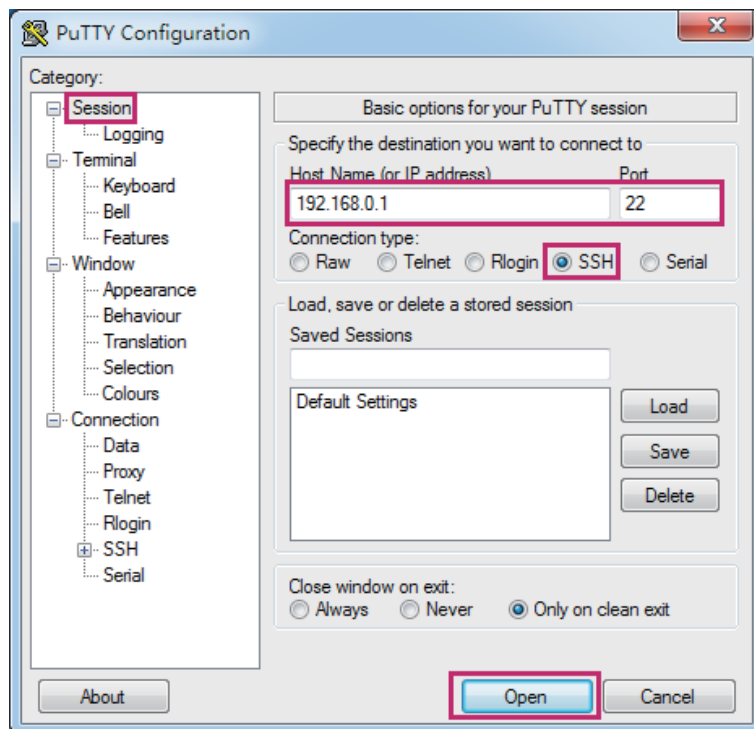 PuTTY Configuration
Category:
Session
Logging
Terminal
Keyboard
Bell
Features
Window
Appearance
Behaviour
Translation
Selection
Colours
Connection
Data
Proxy
Telnet
Rlogin
SSH
Serial
Basic options for your PuTTY session
Specify the destination you want to connect to
Host Name (or IP address) Port
192.168.0.1 22
Connection type:
Raw Telnet Rlogin SSH Serial
Load, save or delete a stored session
Saved Sessions
Default Settings
Load
Save
Delete
Close window on exit:
Always Never Only on clean exit
About Open Cancel